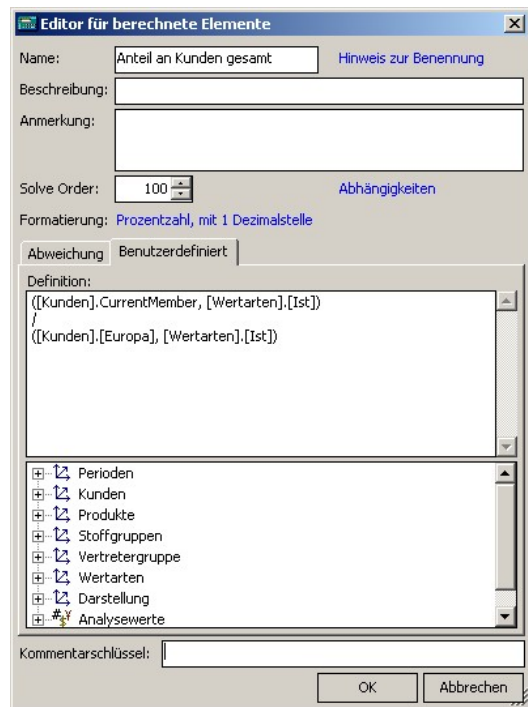 Editor für berechnete Elemente
Name: Anteil an Kunden gesamt Hinweis zur Benennung
Beschreibung:
Anmerkung:
Solve Order: 100 Abhängigkeiten
Formatierung: Prozentzahl, mit 1 Dezimalstelle
Abweichung Benutzerdefiniert
Definition:
([Kunden].CurrentMember, [Wertarten].[Ist])
/
([Kunden].[Europa], [Wertarten].[Ist])
Perioden
Kunden
Produkte
Stoffgruppen
Vertretergruppe
Wertarten
Darstellung
Analysewerte
Kommentarschlüssel:
OK Abbrechen